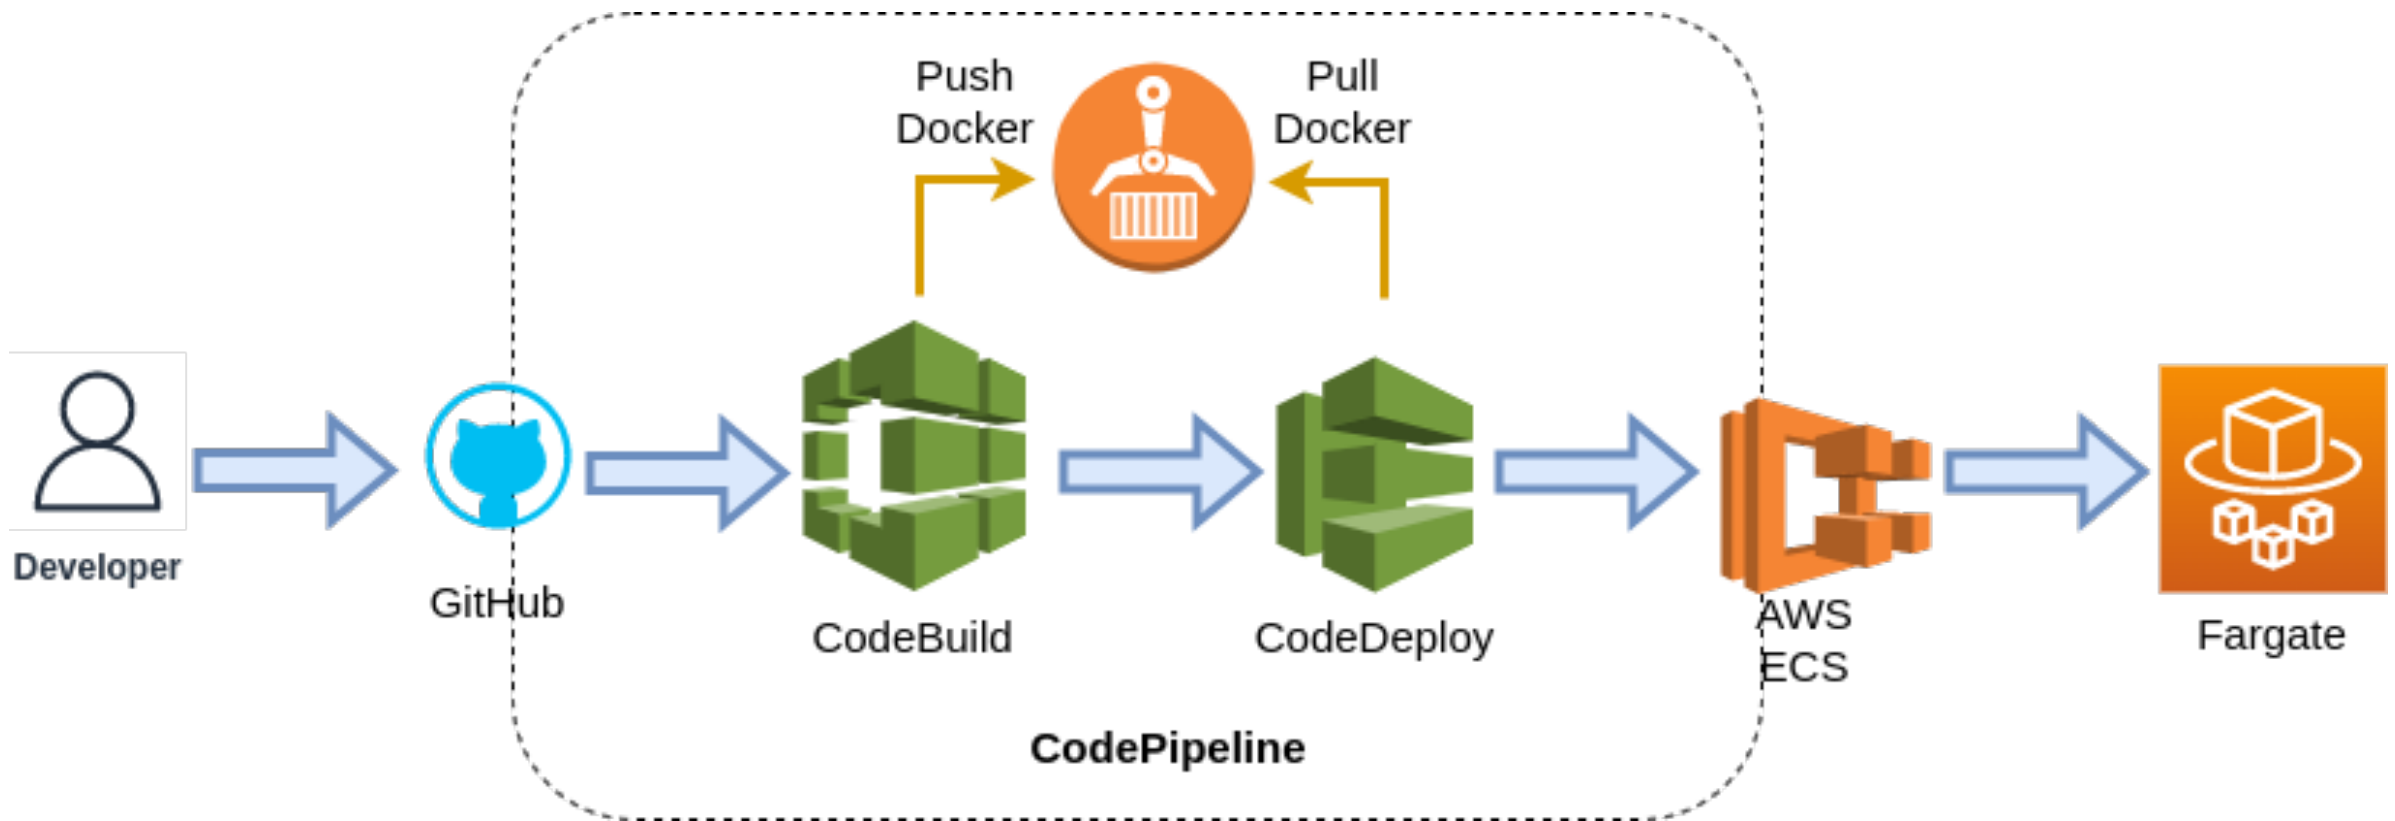 Push
Docker
Pull
Docker
Developer
GitHub
CodeBuild
CodeDeploy
AWS
ECS
Fargate
CodePipeline